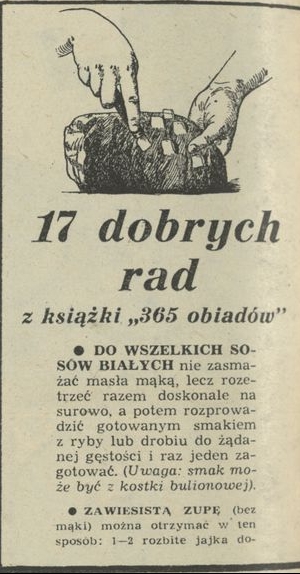 17 dobrych
rad
z książki „365 obiadów”
● DO WSZELKICH SO-
SÓW BIAŁYCH nie zasma-
żać masła mąką, lecz roze-
trzeć razem doskonale na
surowo, a potem rozprowa-
dzić gotowanym smakiem
z ryby lub drobiu do żąda-
nej gęstości i raz jeden za-
gotować. (Uwaga: smak mo-
że być z kostki bulionowej).
● ZAWIESISTĄ ZUPĘ (bez
mąki) można otrzymać w ten
sposób: 1—2 rozbite jajka do-